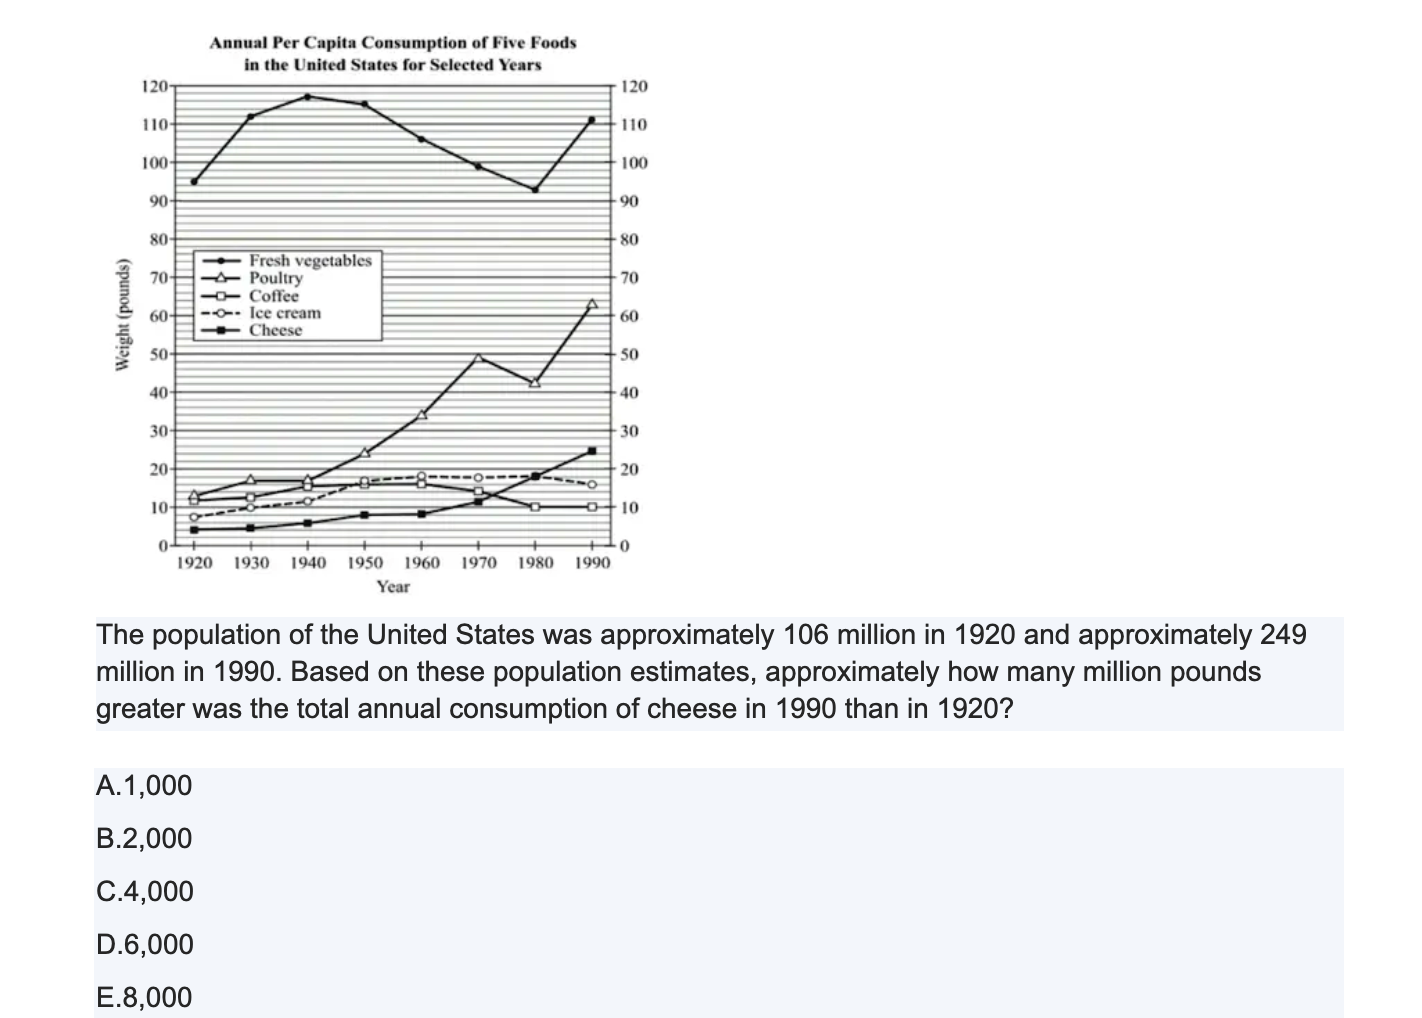 Annual Per Capita Consumption of Five Foods
in the United States for Selected Years
120 120
110 110
100 100
90 90
80 80
Fresh vegetables
70 Poultry 70
Coffee
60 Ice cream 60
Cheese
50 50
40 40
30 30
20 20
10 10
0 0
Weight (pounds)
1920 1930 1940 1950 1960 1970 1980 1990
Year
The population of the United States was approximately 106 million in 1920 and approximately 249
million in 1990. Based on these population estimates, approximately how many million pounds
greater was the total annual consumption of cheese in 1990 than in 1920?
A.1,000
B.2,000
C.4,000
D.6,000
E.8,000